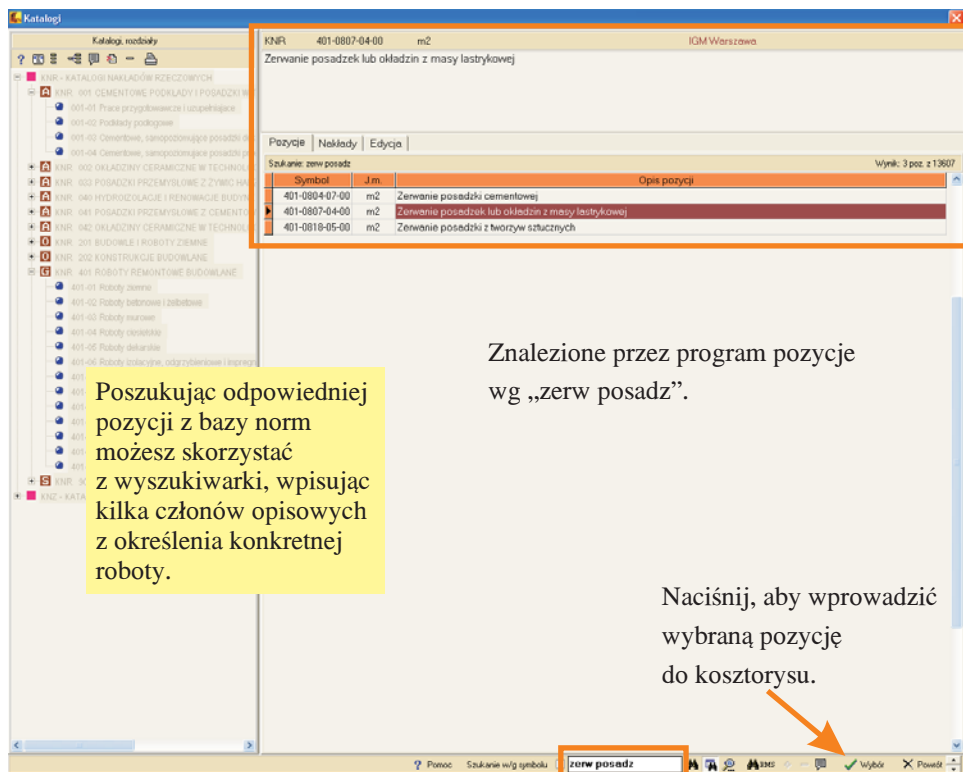 Katalogi
Katalogi, rozdziały
KNR - KATALOGI NAKŁADÓW RZECZOWYCH
KNR 001 CEMENTOWE PODKŁADY I POSADZKI
001-01 Prace przygotowawcze i uzupełniające
001-02 Podkłady podłogowe
001-03 Cementowe, samopoziomujące posadzki
001-04 Cementowe, samopoziomujące posadzki
KNR 002 OKŁADZINY CERAMICZNE W
KNR 033 POSADZKI PRZEMYSŁOWE Z ŻYWIC
KNR 040 HYDROIZOLACJE I RENOWACJE
KNR 041 POSADZKI PRZEMYSŁOWE Z
KNR 042 OKŁADZINY CERAMICZNE W
KNR 201 BUDOWLE I ROBOTY ZIEMNE
KNR 202 KONSTRUKCJE BUDOWLANE
KNR 401 ROBOTY REMONTOWE BUDOWLANE
401-01 Roboty ziemne
401-02 Roboty betonowe i żelbetowe
401-03 Roboty murowe
401-04 Roboty ciesielskie
401-05 Roboty dekarskie
401-06 Roboty izolacyjne, odgrzybieniowe i
KNR
KNR 401-0807-04-00 m2 IGM Warszawa
Zerwanie posadzek lub okładzin z masy lastrykowej
Pozycje Nakłady Edycja
Szukanie: zerw posadz Wynik: 3 poz. z 13607
Symbol J.m. Opis pozycji
401-0804-07-00 m2 Zerwanie posadzki cementowej
401-0807-04-00 m2 Zerwanie posadzek lub okładzin z masy lastrykowej
401-0818-05-00 m2 Zerwanie posadzki z tworzyw sztucznych
Znalezione przez program pozycje
wg „zerw posadz”.
Poszukując odpowiedniej
pozycji z bazy norm
możesz skorzystać
z wyszukiwarki, wpisując
kilka członów opisowych
z określenia konkretnej
roboty.
Naciśnij, aby wprowadzić
wybraną pozycję
do kosztorysu.
? Pomoc Szukanie w/g symbolu zerw posadz Wybór Powrót